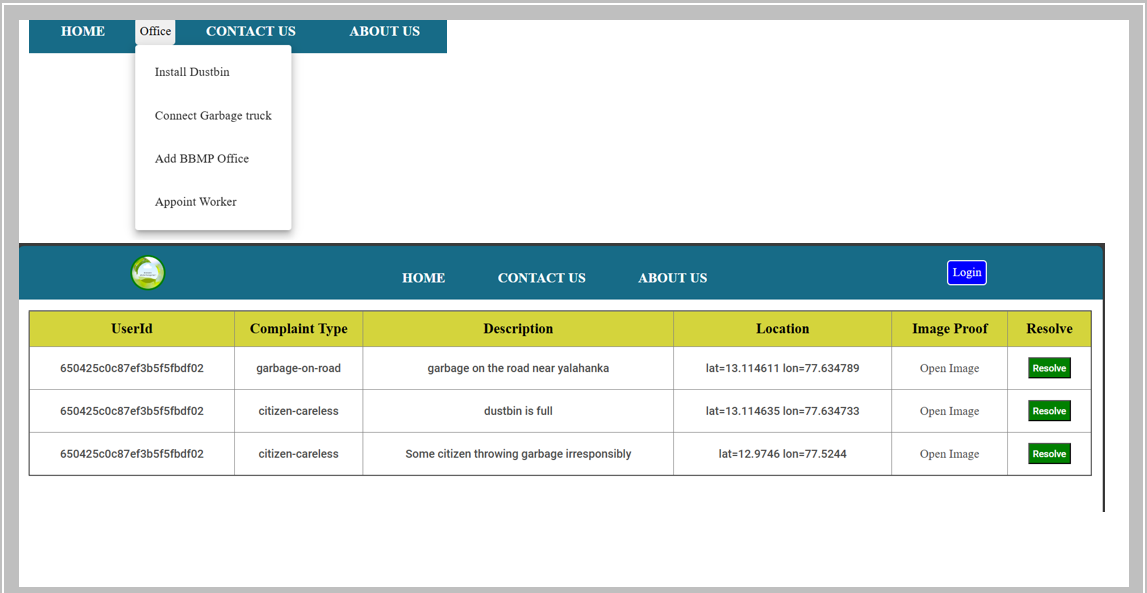 HOME Office CONTACT US ABOUT US
Install Dustbin
Connect Garbage truck
Add BBMP Office
Appoint Worker
HOME CONTACT US ABOUT US Login
UserId Complaint Type Description Location Image Proof Resolve
650425c0c87ef3b5f5fbdf02 garbage-on-road garbage on the road near yalahanka lat=13.114611 lon=77.634789 Open Image Resolve
650425c0c87ef3b5f5fbdf02 citizen-careless dustbin is full lat=13.114635 lon=77.634733 Open Image Resolve
650425c0c87ef3b5f5fbdf02 citizen-careless Some citizen throwing garbage irresponsibly lat=12.9746 lon=77.5244 Open Image Resolve